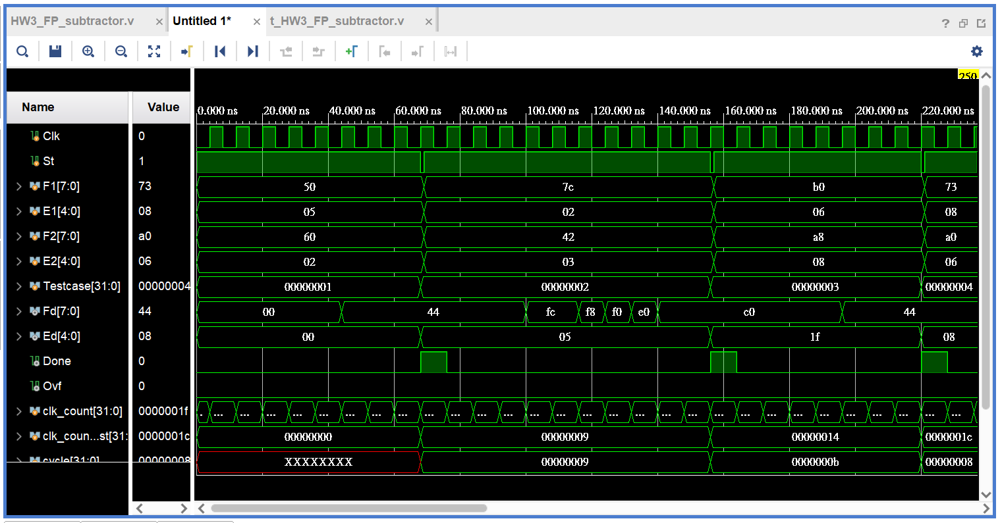 HW3_FP_subtractor.v × Untitled 1* × t_HW3_FP_subtractor.v ×
?
250
Name Value 0.000 ns 20.000 ns 40.000 ns 60.000 ns 80.000 ns 100.000 ns 120.000 ns 140.000 ns 160.000 ns 180.000 ns 200.000 ns 220.000 ns
Clk 0
St 1
F1[7:0] 73 50 7c b0 73
E1[4:0] 08 05 02 06 08
F2[7:0] a0 60 42 a8 a0
E2[4:0] 06 02 03 08 06
Testcase[31:0] 00000004 00000001 00000002 00000003 00000004
Fd[7:0] 44 00 44 fc f8 f0 e0 c0 44
Ed[4:0] 08 00 05 1f 08
Done 0
Ovf 0
clk_count[31:0] 0000001f . ... ... ... ... ... ... ... ... ... ... ... ... ... ... ... ... ... ... ... ... ... ... ... ... ... ... ... ... ...
clk_coun...st[31: 0000001c 00000000 00000009 00000014 0000001c
cycle[31:0] 00000008 XXXXXXXX 00000009 0000000b 00000008